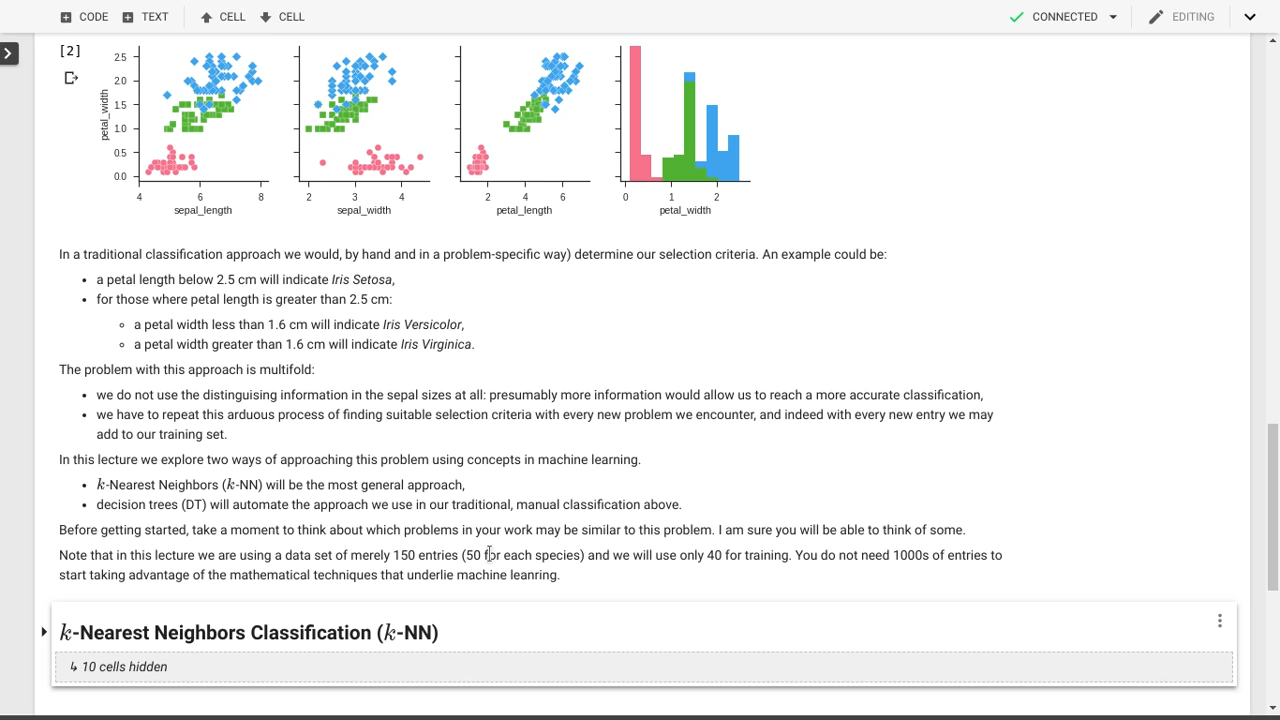 CODE TEXT CELL CELL CONNECTED EDITING
[2]
2.5
2.0
1.5
1.0
0.5
0.0
petal_width
4 6 8 2 3 4 2 4 6 0 1 2
sepal_length sepal_width petal_length petal_width
In a traditional classification approach we would, by hand and in a problem-specific way) determine our selection criteria. An example could be:
• a petal length below 2.5 cm will indicate Iris Setosa,
• for those where petal length is greater than 2.5 cm:
◦ a petal width less than 1.6 cm will indicate Iris Versicolor,
◦ a petal width greater than 1.6 cm will indicate Iris Virginica.
The problem with this approach is multifold:
• we do not use the distinguising information in the sepal sizes at all: presumably more information would allow us to reach a more accurate classification,
• we have to repeat this arduous process of finding suitable selection criteria with every new problem we encounter, and indeed with every new entry we may
add to our training set.
In this lecture we explore two ways of approaching this problem using concepts in machine learning.
• k-Nearest Neighbors (k-NN) will be the most general approach,
• decision trees (DT) will automate the approach we use in our traditional, manual classification above.
Before getting started, take a moment to think about which problems in your work may be similar to this problem. I am sure you will be able to think of some.
Note that in this lecture we are using a data set of merely 150 entries (50 for each species) and we will use only 40 for training. You do not need 1000s of entries to
start taking advantage of the mathematical techniques that underlie machine leanring.
k-Nearest Neighbors Classification (k-NN)
↳ 10 cells hidden